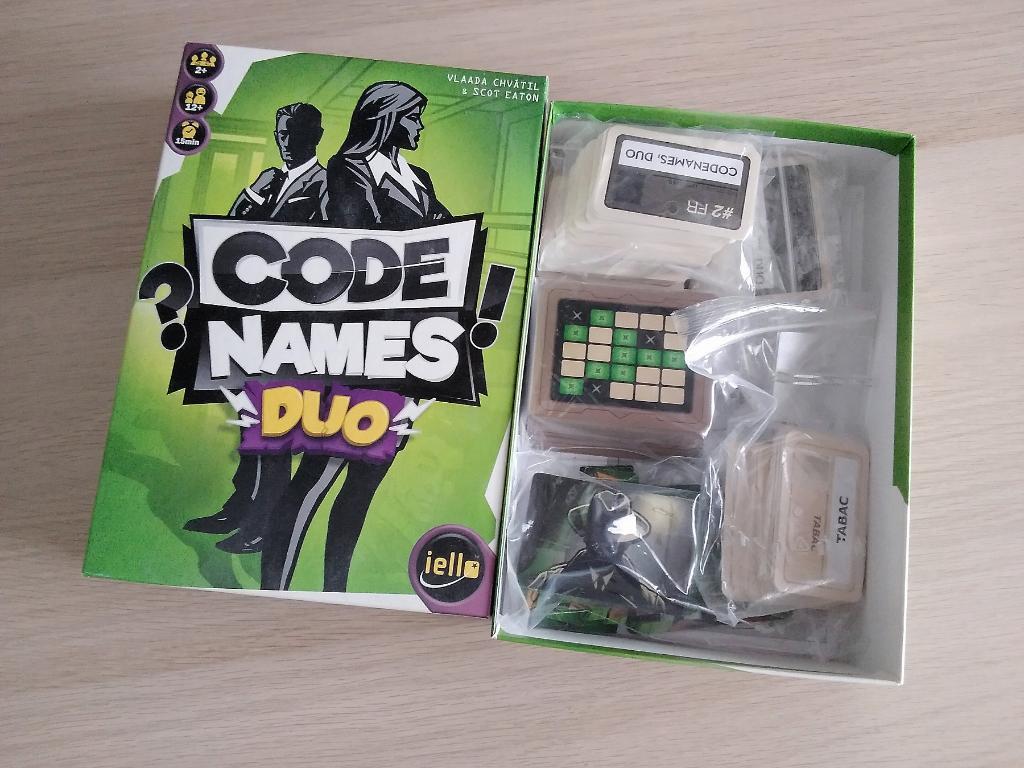 2+
12+
15min
VLAADA CHVÁTIL
& SCOT EATON
CODE
NAMES
DUO
iello
CODENAMES, DUO
#2 FR
TABAC
TABAC